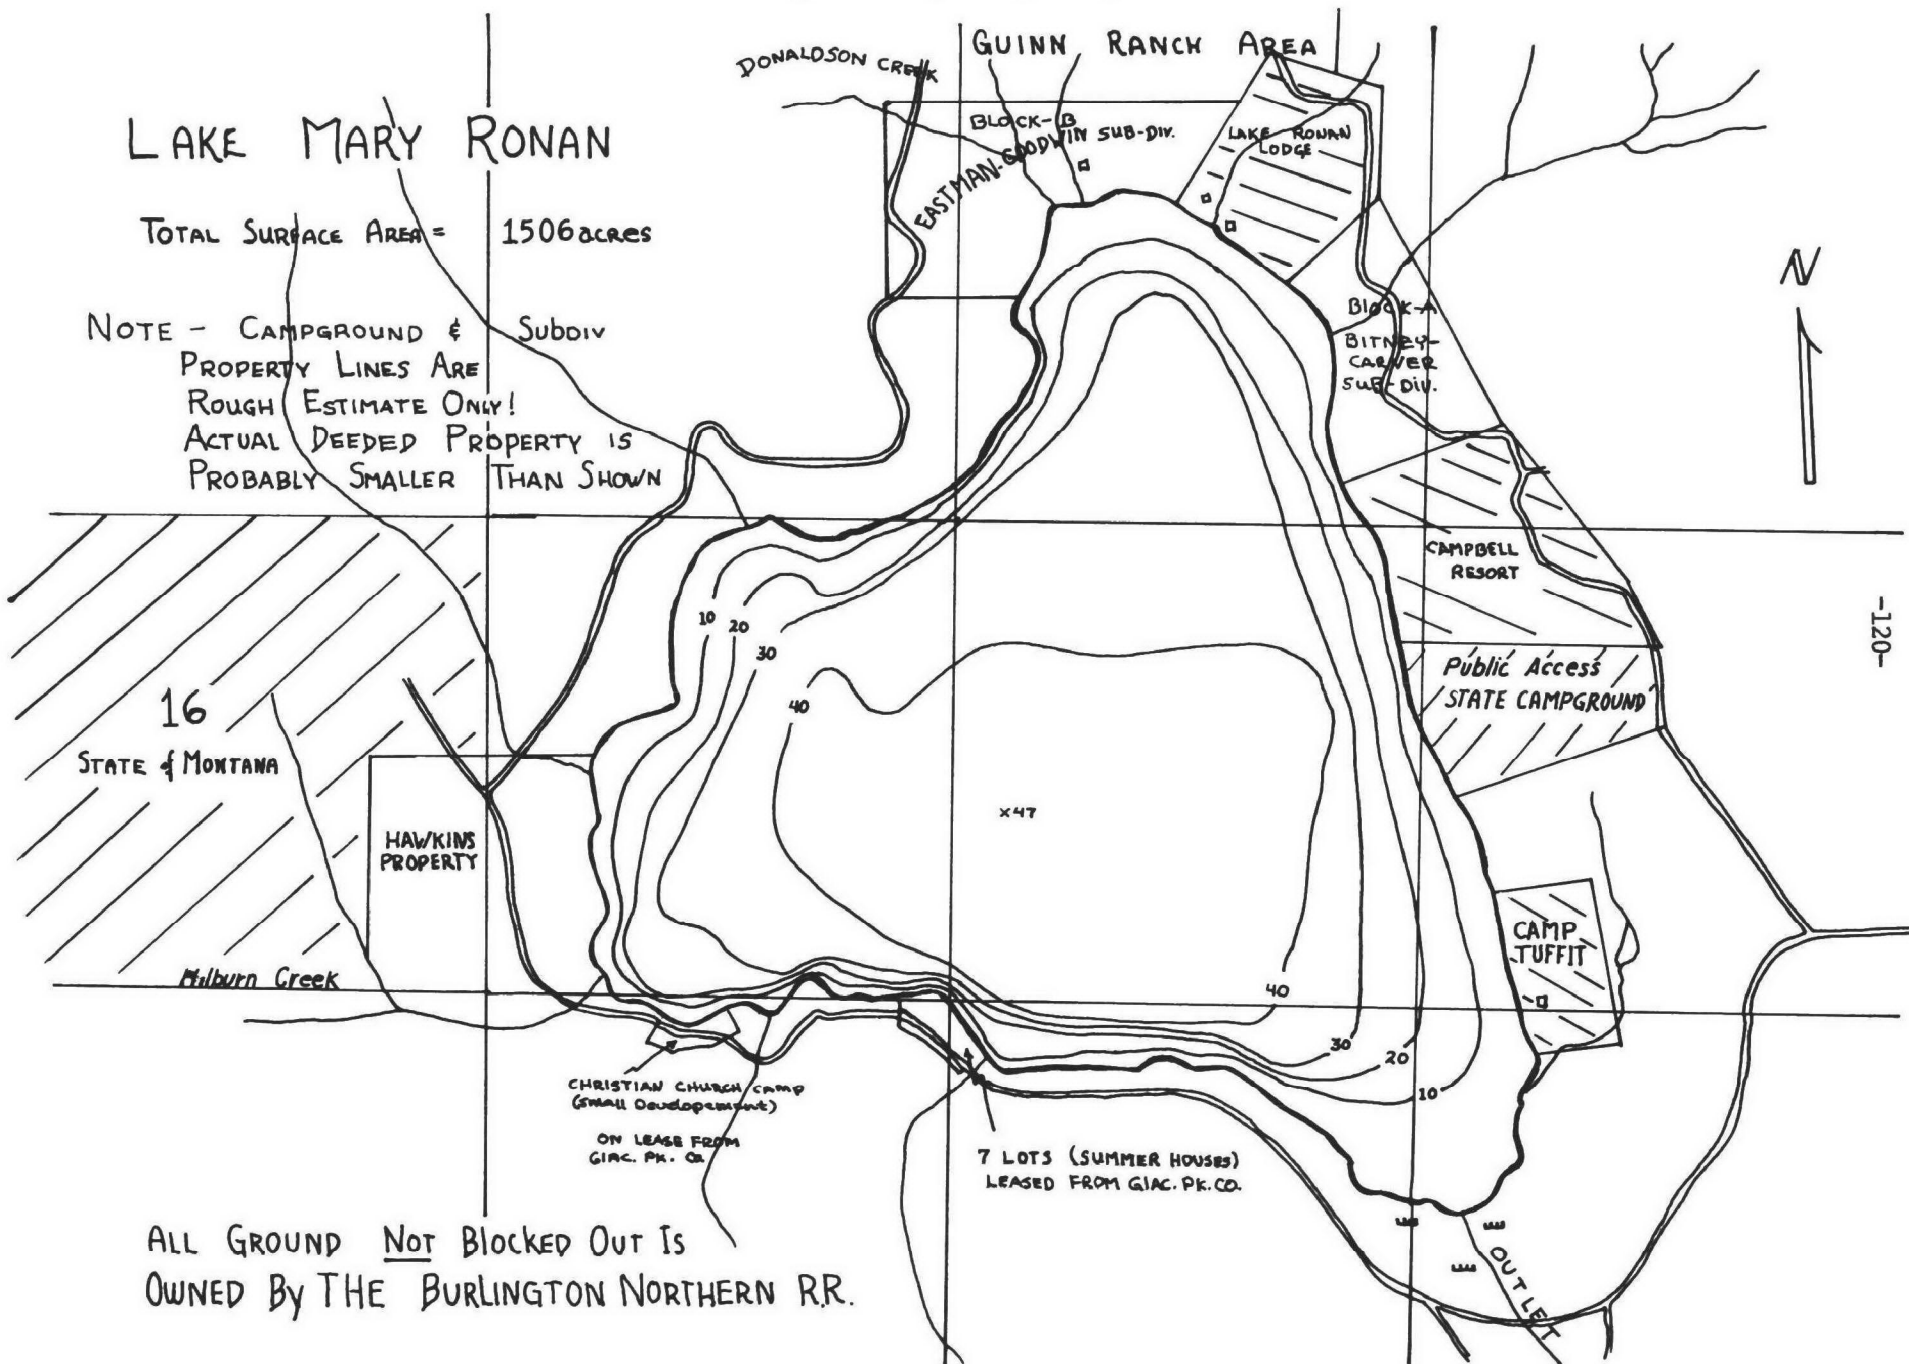 GUINN RANCH AREA
DONALDSON CREEK
LAKE MARY RONAN
TOTAL SURFACE AREA = 1506 acres
NOTE - CAMPGROUND & SUBDIV
PROPERTY LINES ARE
ROUGH ESTIMATE ONLY!
ACTUAL DEEDED PROPERTY IS
PROBABLY SMALLER THAN SHOWN
BLOCK-B
EASTMAN-GOODWIN SUB-DIV.
LAKE RONAN
LODGE
N
BLOCK-A
BITNEY-
CARVER
SUB-DIV.
CAMPBELL
RESORT
-120-
Public Access
STATE CAMPGROUND
10
20
30
40
16
STATE of MONTANA
x47
HAWKINS
PROPERTY
CAMP
TUFFIT
Hilburn Creek
40
30
20
10
CHRISTIAN CHURCH CAMP
(SMALL Developement)
ON LEASE FROM
GLAC. PK. CO.
7 LOTS (SUMMER HOUSES)
LEASED FROM GLAC. PK. CO.
OUTLET
ALL GROUND NOT BLOCKED OUT IS
OWNED BY THE BURLINGTON NORTHERN R.R.